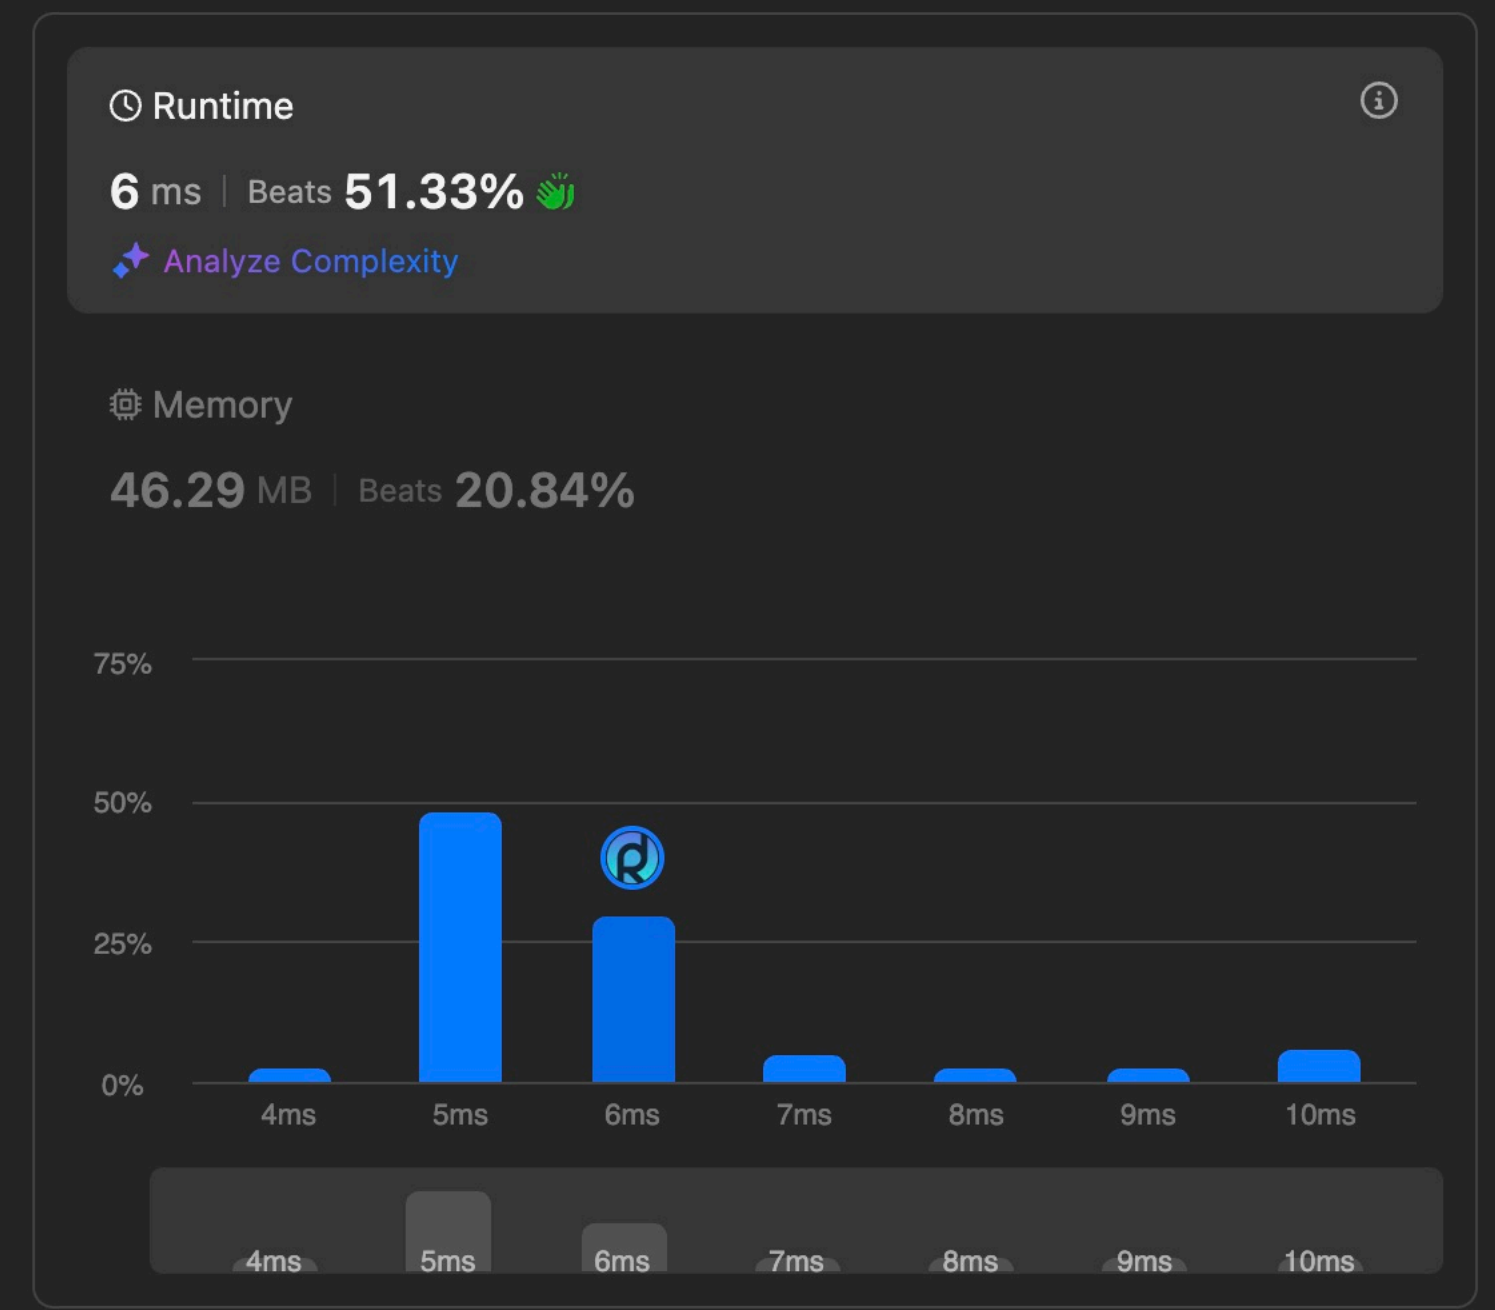 Runtime
6 ms | Beats 51.33%
Analyze Complexity
Memory
46.29 MB | Beats 20.84%
75%
50%
25%
0%
4ms 5ms 6ms 7ms 8ms 9ms 10ms
4ms 5ms 6ms 7ms 8ms 9ms 10ms